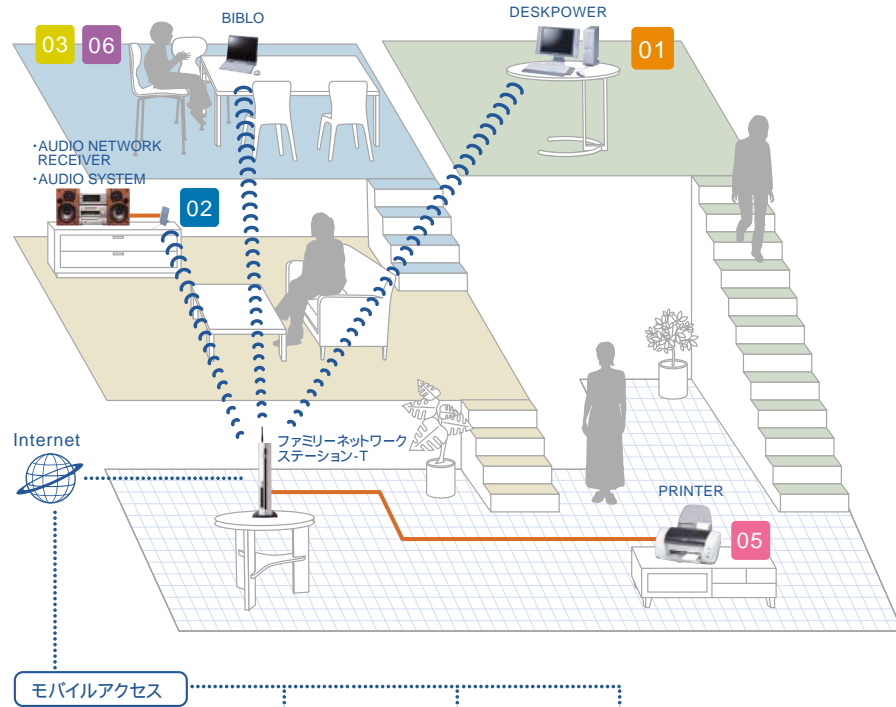 BIBLO
DESKPOWER
03
06
01
・AUDIO NETWORK
RECEIVER
・AUDIO SYSTEM
02
Internet
ファミリーネットワーク
ステーション-T
PRINTER
05
モバイルアクセス